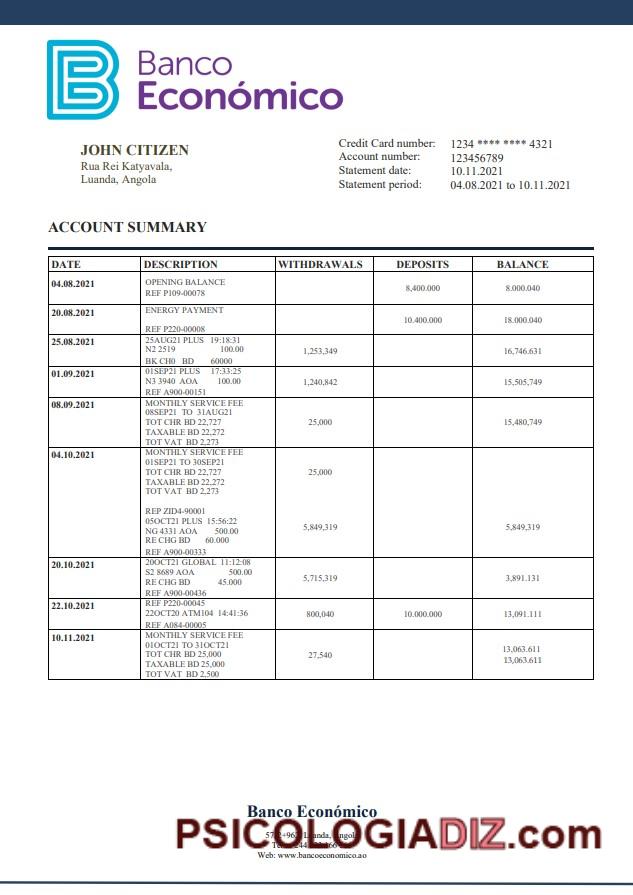 Banco
Económico
JOHN CITIZEN
Rua Rei Katyavala,
Luanda, Angola
Credit Card number: 1234 **** **** 4321
Account number: 123456789
Statement date: 10.11.2021
Statement period: 04.08.2021 to 10.11.2021
ACCOUNT SUMMARY
DATE DESCRIPTION WITHDRAWALS DEPOSITS BALANCE
04.08.2021 OPENING BALANCE
REF P109-00078 8,400.000 8.000.040
20.08.2021 ENERGY PAYMENT
10.400.000 18.000.040
REF P220-00008
25.08.2021 25AUG21 PLUS 19:18:31
N2 2519 100.00 1,253,349 16,746.631
BK CH0 BD 60000
01.09.2021 01SEP21 PLUS 17:33:25
N3 3940 AOA 100.00 1,240,842 15,505,749
REF A900-00151
08.09.2021 MONTHLY SERVICE FEE
08SEP21 TO 31AUG21
TOT CHR BD 22,727 25,000 15,480,749
TAXABLE BD 22,272
TOT VAT BD 2,273
04.10.2021 MONTHLY SERVICE FEE
01SEP21 TO 30SEP21
TOT CHR BD 22,727 25,000
TAXABLE BD 22,272
TOT VAT BD 2,273
REP ZID4-90001
05OCT21 PLUS 15:56:22
NG 4331 AOA 500.00 5,849,319 5,849,319
RE CHG BD 60.000
REF A900-00333
20.10.2021 20OCT21 GLOBAL 11:12:08
S2 8689 AOA 500.00 5,715,319 3,891.131
RE CHG BD 45.000
REF A900-00436
22.10.2021 REF P220-00045
22OCT20 ATM104 14:41:36 800,040 10.000.000 13,091.111
REF A084-00005
10.11.2021 MONTHLY SERVICE FEE
01OCT21 TO 31OCT21 13,063.611
TOT CHR BD 25,000 27,540 13,063.611
TAXABLE BD 25,000
TOT VAT BD 2,500
Banco Económico
PSICOLOGIADIZ.com
Web: www.bancoeconomico.ao